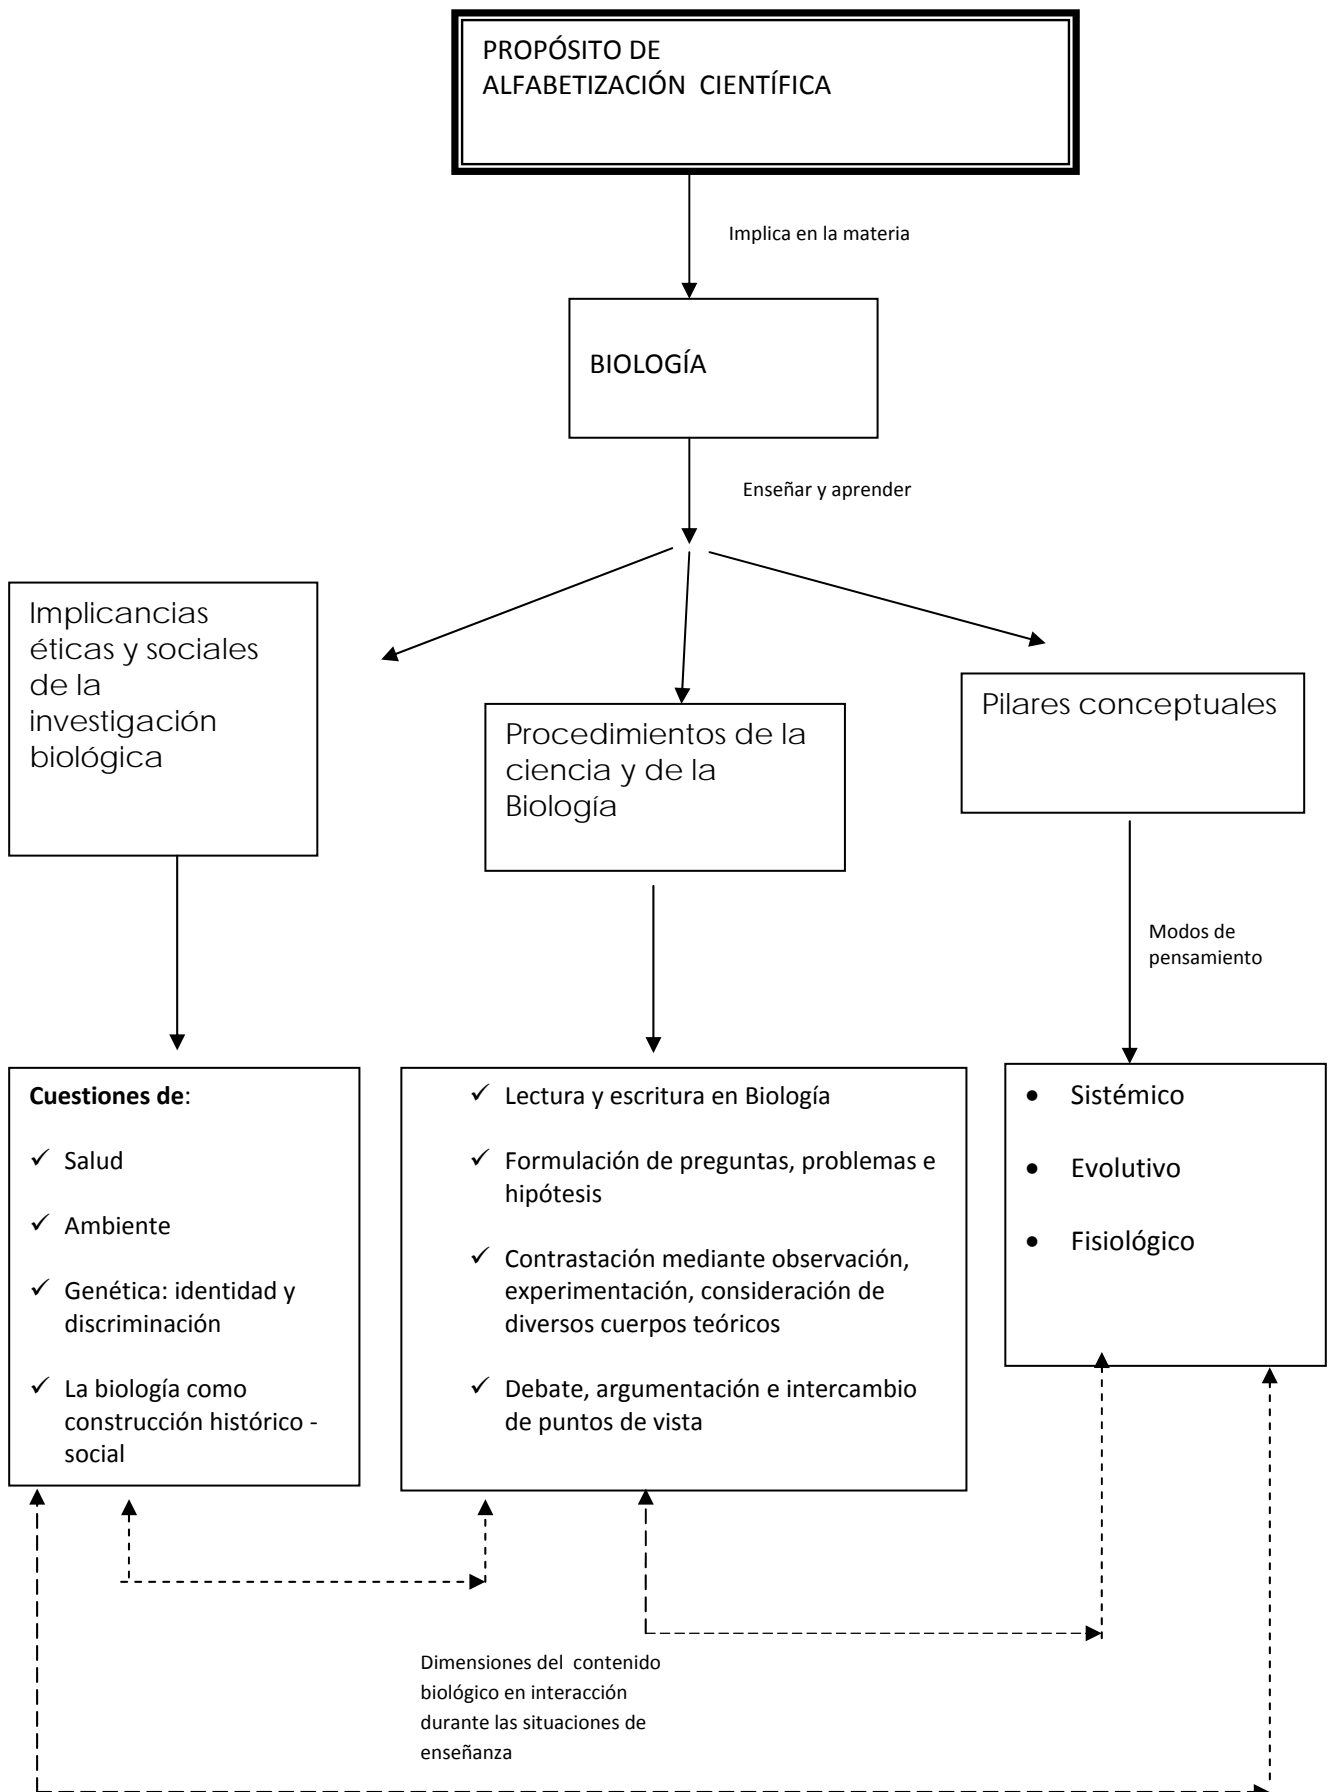 PROPÓSITO DE
ALFABETIZACIÓN CIENTÍFICA
Implica en la materia
BIOLOGÍA
Enseñar y aprender
Implicancias
éticas y sociales
de la
investigación
biológica
Procedimientos de la
ciencia y de la
Biología
Pilares conceptuales
Modos de
pensamiento
Cuestiones de:
✓ Salud
✓ Ambiente
✓ Genética: identidad y
discriminación
✓ La biología como
construcción histórico -
social
✓ Lectura y escritura en Biología
✓ Formulación de preguntas, problemas e
hipótesis
✓ Contrastación mediante observación,
experimentación, consideración de
diversos cuerpos teóricos
✓ Debate, argumentación e intercambio
de puntos de vista
• Sistémico
• Evolutivo
• Fisiológico
Dimensiones del contenido
biológico en interacción
durante las situaciones de
enseñanza